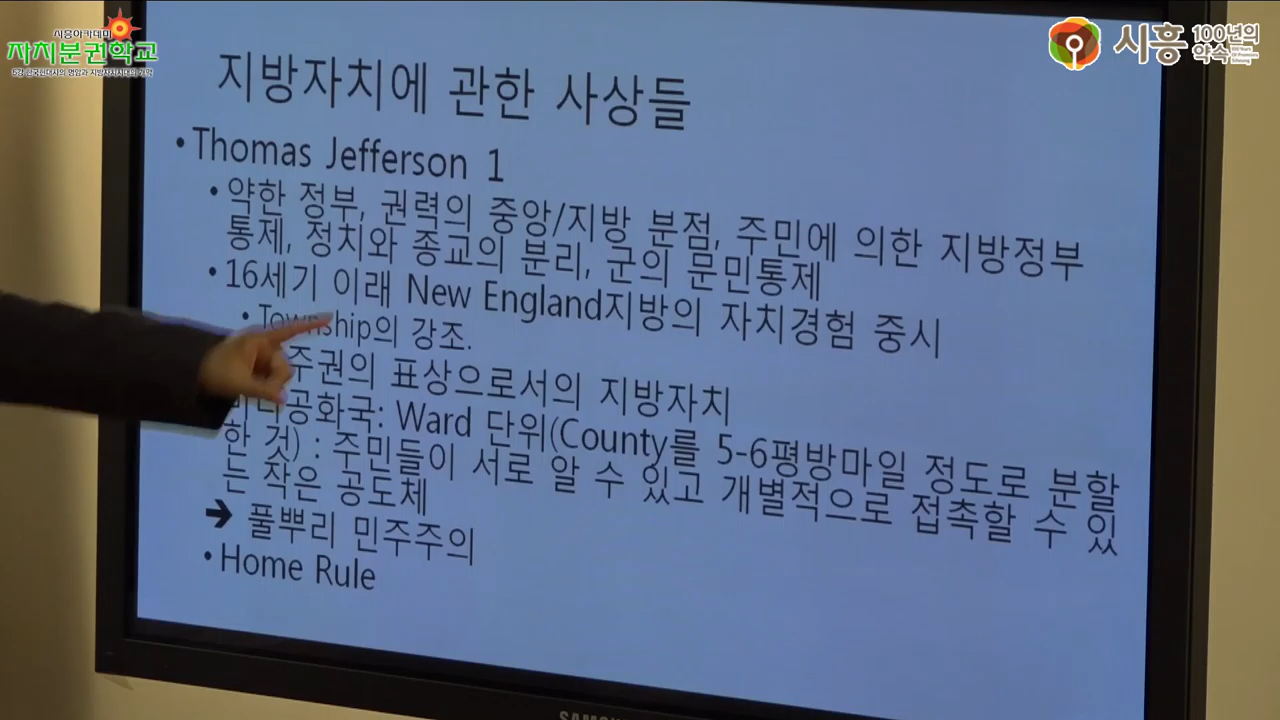 시흥아카데미
자치분권학교
시흥 100년의 약속
지방자치에 관한 사상들
• Thomas Jefferson 1
• 약한 정부, 권력의 중앙/지방 분점, 주민에 의한 지방정부
통제, 정치와 종교의 분리, 군의 문민통제
• 16세기 이래 New England지방의 자치경험 중시
• Township의 강조.
주권의 표상으로서의 지방자치
공화국: Ward 단위(County를 5-6평방마일 정도로 분할
한 것) : 주민들이 서로 알 수 있고 개별적으로 접촉할 수 있
는 작은 공도체
➔ 풀뿌리 민주주의
• Home Rule